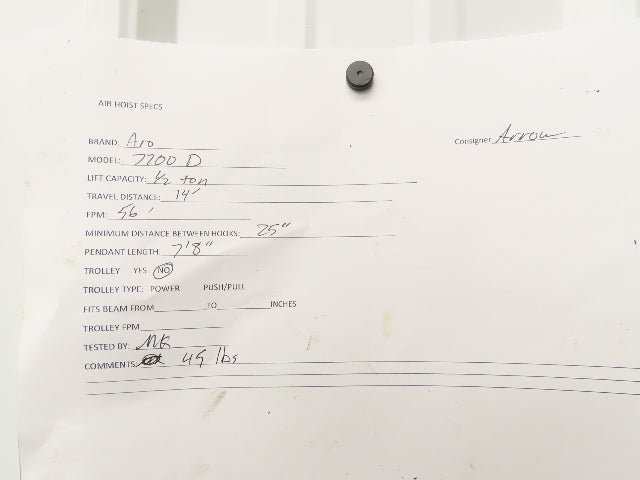 AIR HOIST SPECS
BRAND: Aro
Consigner Arrow
MODEL: 7700 D
LIFT CAPACITY: 1/2 ton
TRAVEL DISTANCE: 14'
FPM: 56'
MINIMUM DISTANCE BETWEEN HOOKS: 25"
PENDANT LENGTH: 7'8"
TROLLEY YES NO
TROLLEY TYPE: POWER PUSH/PULL
FITS BEAM FROM TO INCHES
TROLLEY FPM
TESTED BY: MK
COMMENTS: 45 lbs